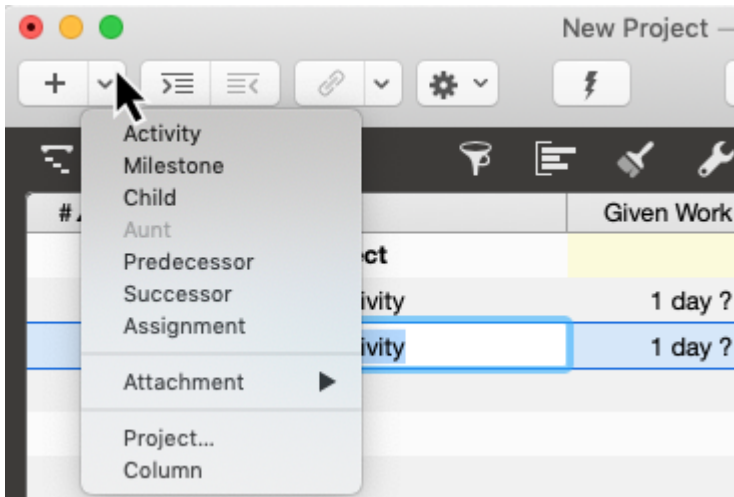 New Project —
Activity
Milestone
Child
Aunt
Predecessor
Successor
Assignment
Attachment
Project...
Column
#
Given Work
ct
ivity
1 day ?
ivity
1 day ?